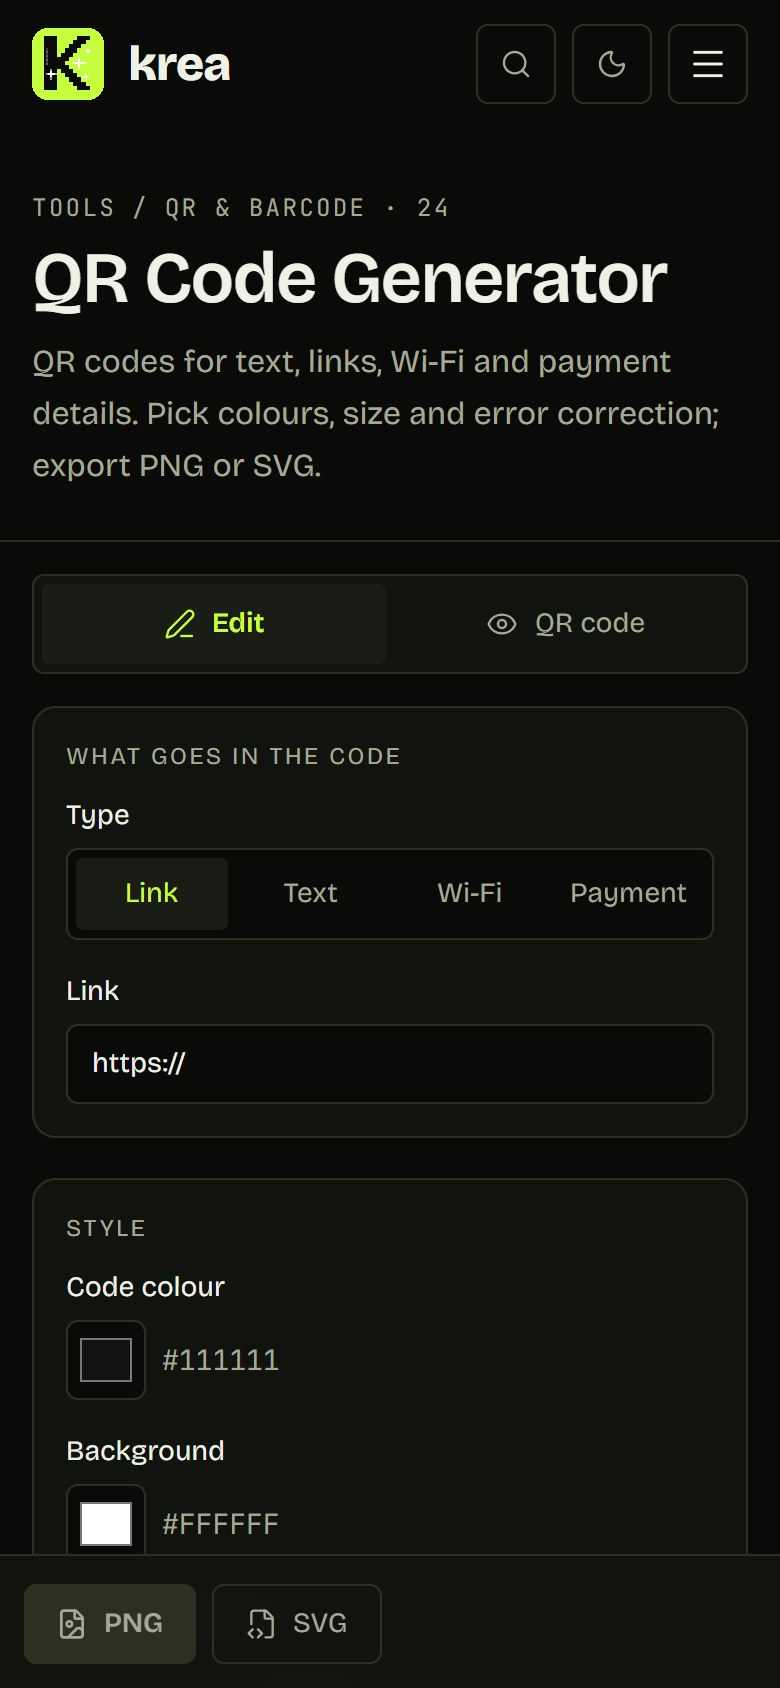 krea
TOOLS / QR & BARCODE · 24
QR Code Generator
QR codes for text, links, Wi-Fi and payment
details. Pick colours, size and error correction;
export PNG or SVG.
Edit
QR code
WHAT GOES IN THE CODE
Type
Link
Text
Wi-Fi
Payment
Link
https://
STYLE
Code colour
#111111
Background
#FFFFFF
PNG
SVG